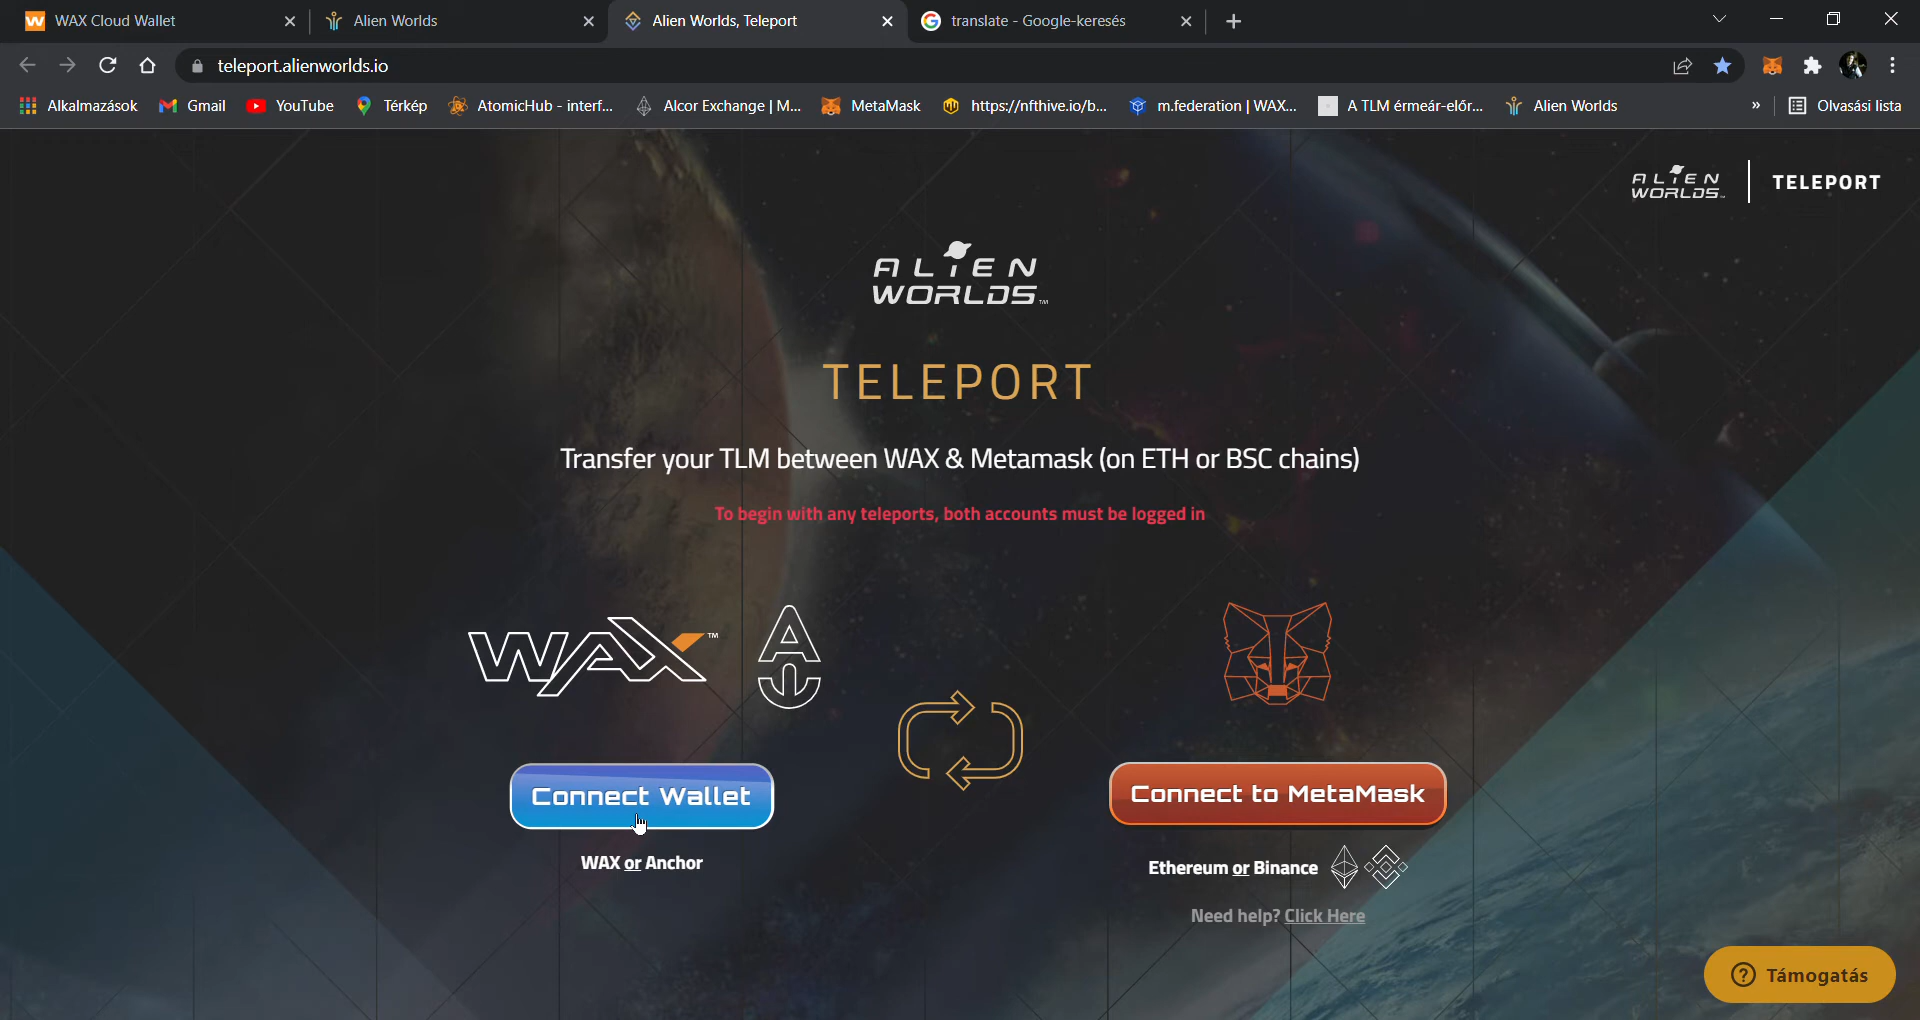 WAX Cloud Wallet
Alien Worlds
Alien Worlds, Teleport
translate - Google-keresés
teleport.alienworlds.io
Alkalmazások
Gmail
YouTube
Térkép
AtomicHub - interf...
Alcor Exchange | M...
MetaMask
https://nfthive.io/b...
m.federation | WAX...
A TLM érmeár-előr...
Alien Worlds
»
Olvasási lista
ALIEN
WORLDS™
TELEPORT
ALIEN
WORLDS™
TELEPORT
Transfer your TLM between WAX & Metamask (on ETH or BSC chains)
To begin with any teleports, both accounts must be logged in
WAX™
Connect Wallet
Connect to MetaMask
WAX or Anchor
Ethereum or Binance
Need help? Click Here
Támogatás